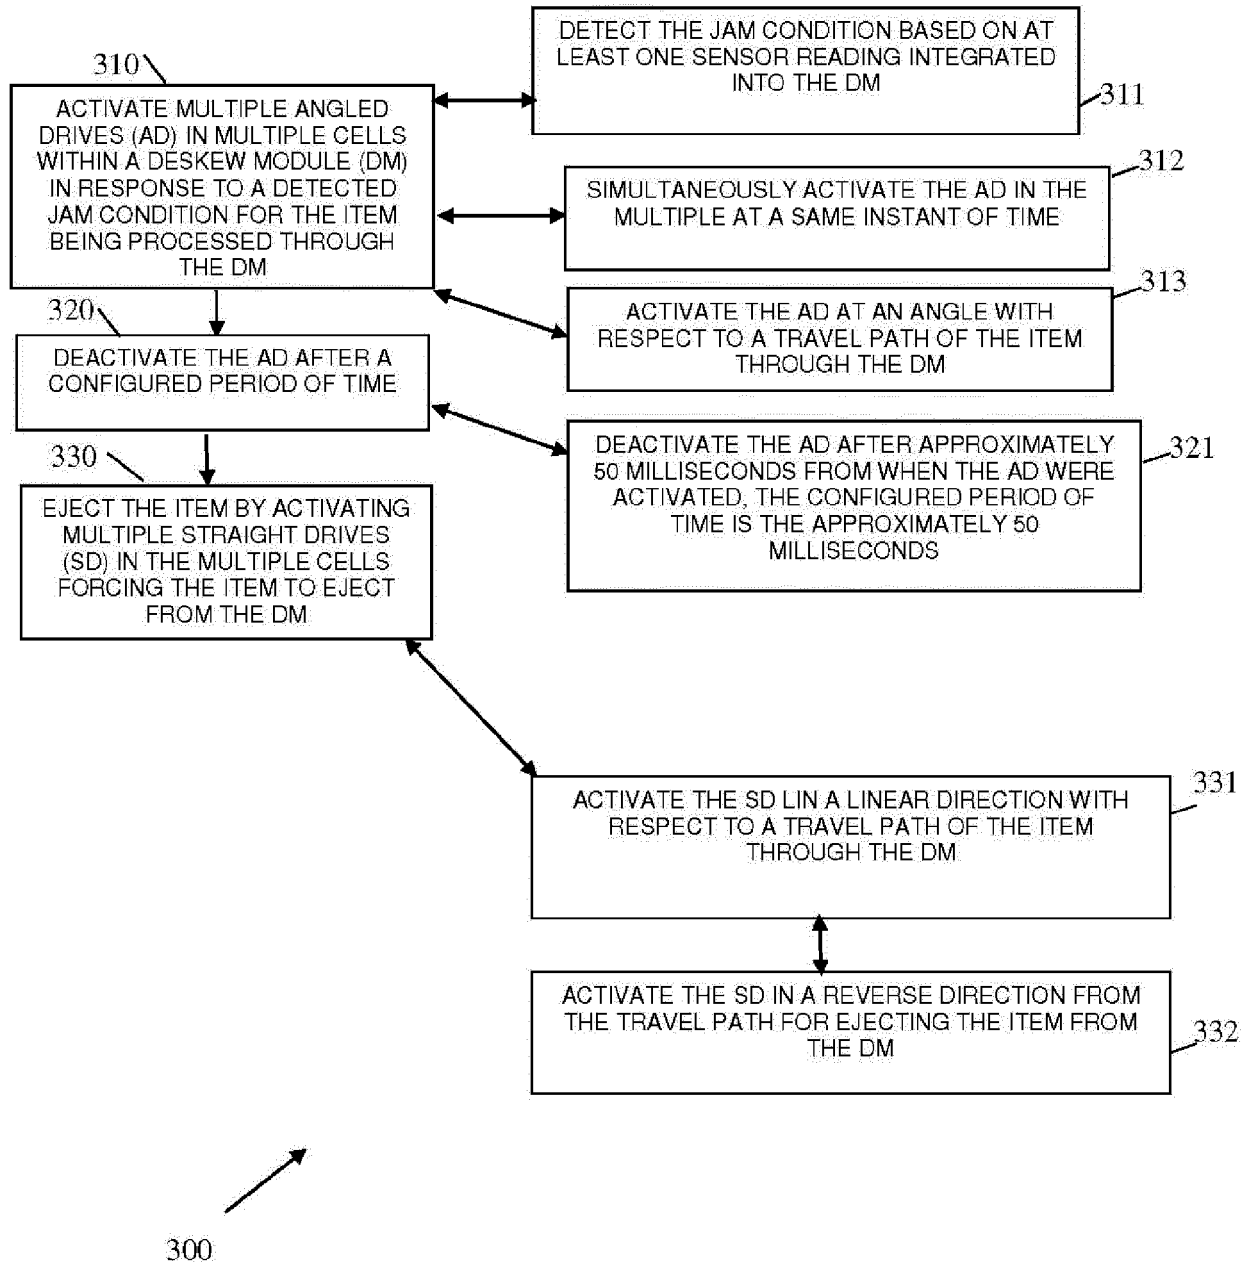 310
ACTIVATE MULTIPLE ANGLED
DRIVES (AD) IN MULTIPLE CELLS
WITHIN A DESKEW MODULE (DM)
IN RESPONSE TO A DETECTED
JAM CONDITION FOR THE ITEM
BEING PROCESSED THROUGH
THE DM
DETECT THE JAM CONDITION BASED ON AT
LEAST ONE SENSOR READING INTEGRATED
INTO THE DM
311
312
SIMULTANEOUSLY ACTIVATE THE AD IN THE
MULTIPLE AT A SAME INSTANT OF TIME
313
ACTIVATE THE AD AT AN ANGLE WITH
RESPECT TO A TRAVEL PATH OF THE ITEM
THROUGH THE DM
320
DEACTIVATE THE AD AFTER A
CONFIGURED PERIOD OF TIME
DEACTIVATE THE AD AFTER APPROXIMATELY
50 MILLISECONDS FROM WHEN THE AD WERE
ACTIVATED, THE CONFIGURED PERIOD OF
TIME IS THE APPROXIMATELY 50
MILLISECONDS
321
330
EJECT THE ITEM BY ACTIVATING
MULTIPLE STRAIGHT DRIVES
(SD) IN THE MULTIPLE CELLS
FORCING THE ITEM TO EJECT
FROM THE DM
331
ACTIVATE THE SD LIN A LINEAR DIRECTION WITH
RESPECT TO A TRAVEL PATH OF THE ITEM
THROUGH THE DM
ACTIVATE THE SD IN A REVERSE DIRECTION FROM
THE TRAVEL PATH FOR EJECTING THE ITEM FROM
THE DM
332
300